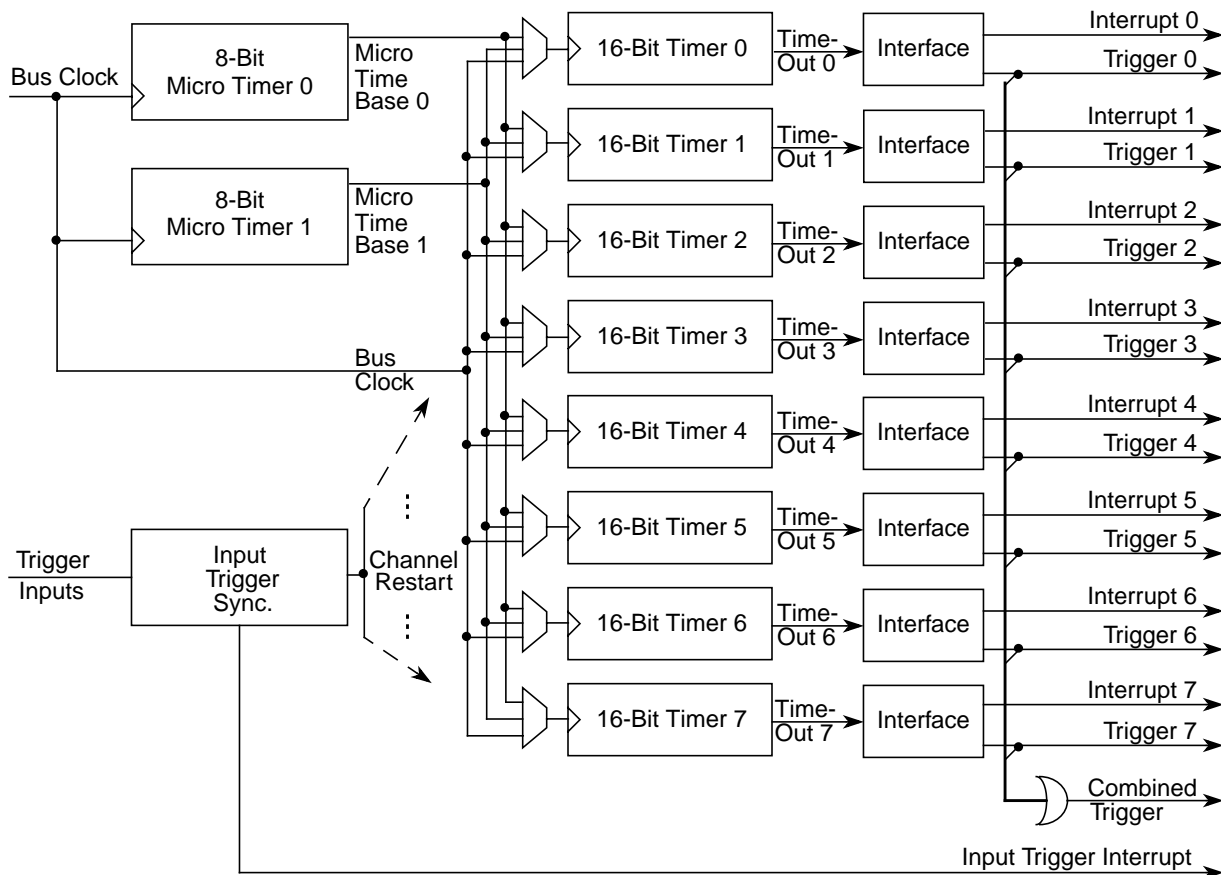 Bus Clock
8-Bit
Micro Timer 0
Micro
Time
Base 0
8-Bit
Micro Timer 1
Micro
Time
Base 1
Bus
Clock
Trigger
Inputs
Input
Trigger
Sync.
Channel
Restart
16-Bit Timer 0
Time-
Out 0
Interface
Interrupt 0
Trigger 0
16-Bit Timer 1
Time-
Out 1
Interface
Interrupt 1
Trigger 1
16-Bit Timer 2
Time-
Out 2
Interface
Interrupt 2
Trigger 2
16-Bit Timer 3
Time-
Out 3
Interface
Interrupt 3
Trigger 3
16-Bit Timer 4
Time-
Out 4
Interface
Interrupt 4
Trigger 4
16-Bit Timer 5
Time-
Out 5
Interface
Interrupt 5
Trigger 5
16-Bit Timer 6
Time-
Out 6
Interface
Interrupt 6
Trigger 6
16-Bit Timer 7
Time-
Out 7
Interface
Interrupt 7
Trigger 7
Combined
Trigger
Input Trigger Interrupt